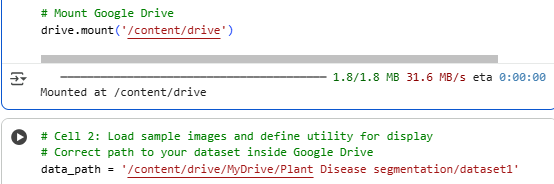 # Mount Google Drive
drive.mount('/content/drive')
1.8/1.8 MB 31.6 MB/s eta 0:00:00
Mounted at /content/drive
# Cell 2: Load sample images and define utility for display
# Correct path to your dataset inside Google Drive
data_path = '/content/drive/MyDrive/Plant Disease segmentation/dataset1'